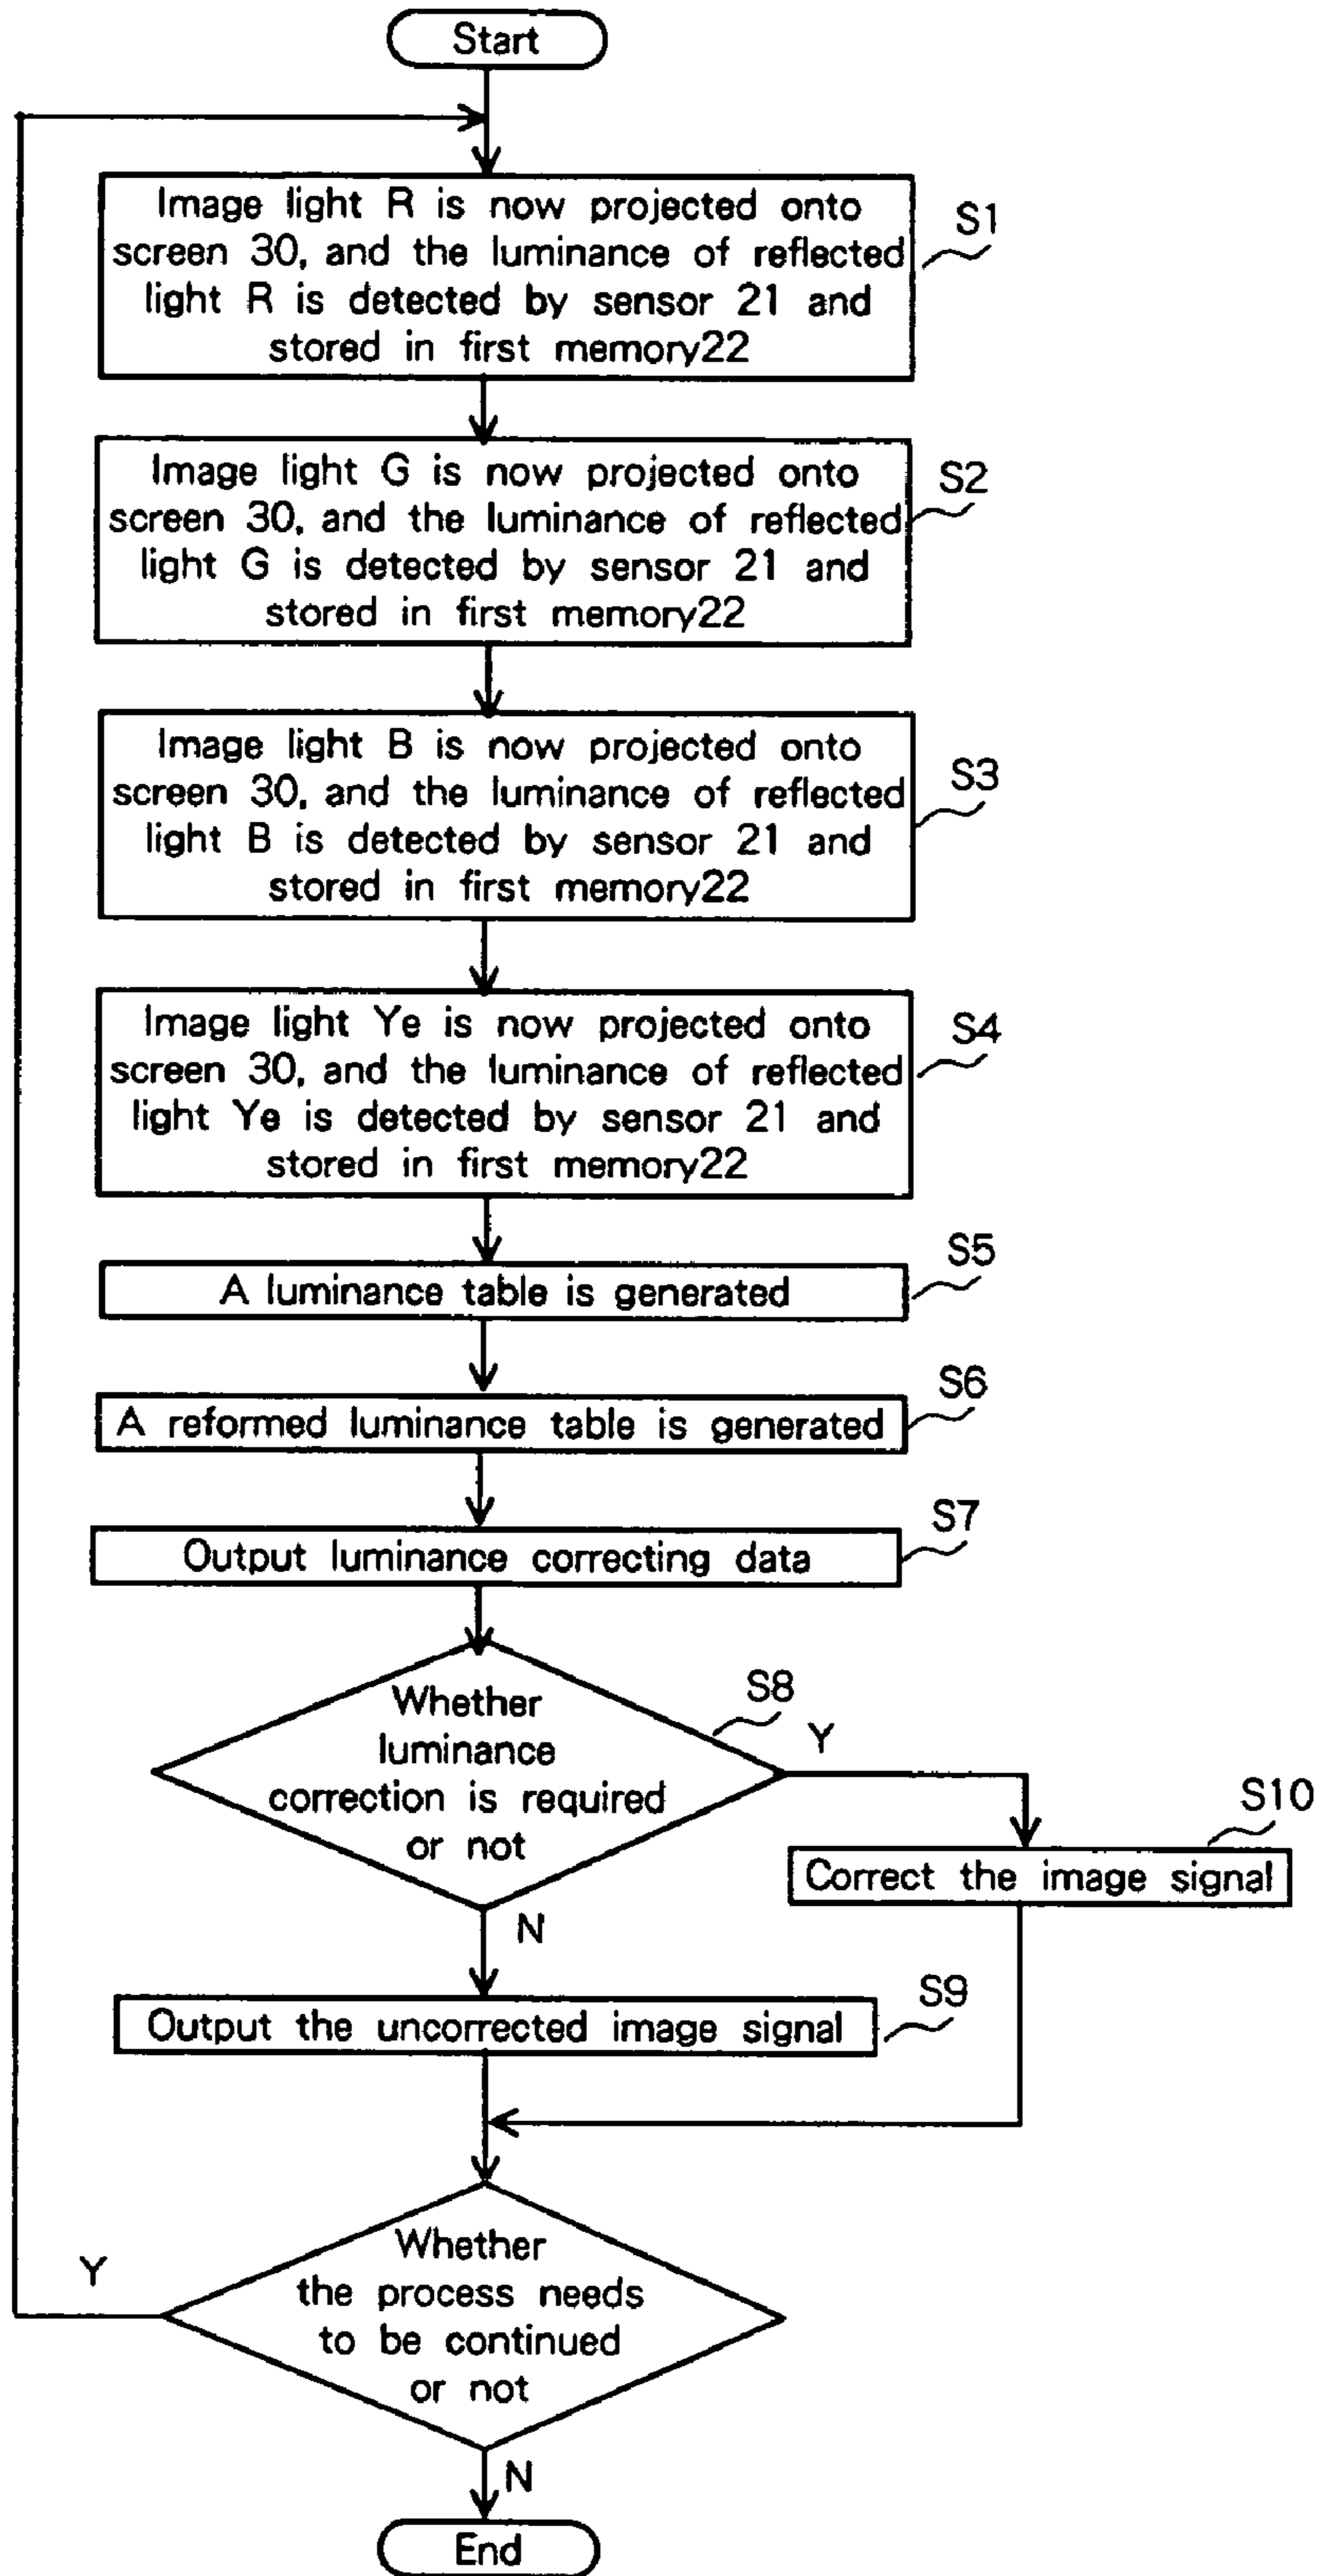 Start
Image light R is now projected onto
screen 30, and the luminance of reflected
light R is detected by sensor 21 and
stored in first memory22
S1
Image light G is now projected onto
screen 30, and the luminance of reflected
light G is detected by sensor 21 and
stored in first memory22
S2
Image light B is now projected onto
screen 30, and the luminance of reflected
light B is detected by sensor 21 and
stored in first memory22
S3
Image light Ye is now projected onto
screen 30, and the luminance of reflected
light Ye is detected by sensor 21 and
stored in first memory22
S4
A luminance table is generated
S5
A reformed luminance table is generated
S6
Output luminance correcting data
S7
Whether
luminance
correction is required
or not
S8
Y
S10
Correct the image signal
N
Output the uncorrected image signal
S9
Whether
the process needs
to be continued
or not
Y
N
End